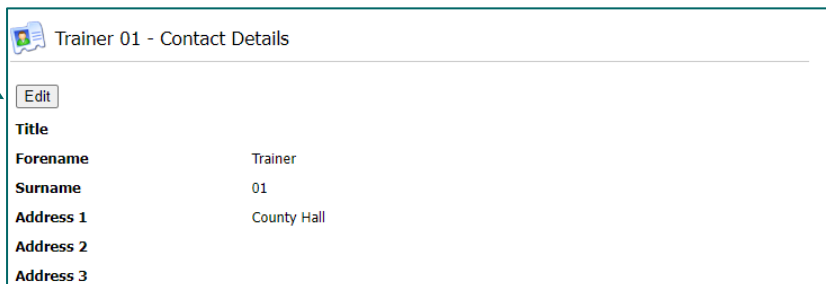 Trainer 01 - Contact Details
Edit
Title
Forename Trainer
Surname 01
Address 1 County Hall
Address 2
Address 3